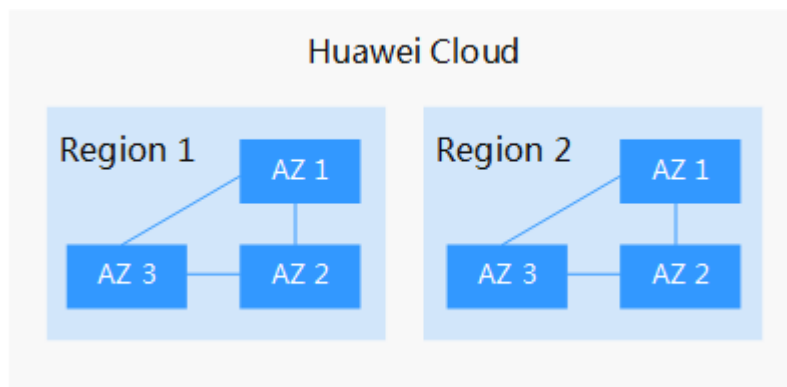 Huawei Cloud
Region 1
AZ 1
AZ 3
AZ 2
Region 2
AZ 1
AZ 3
AZ 2